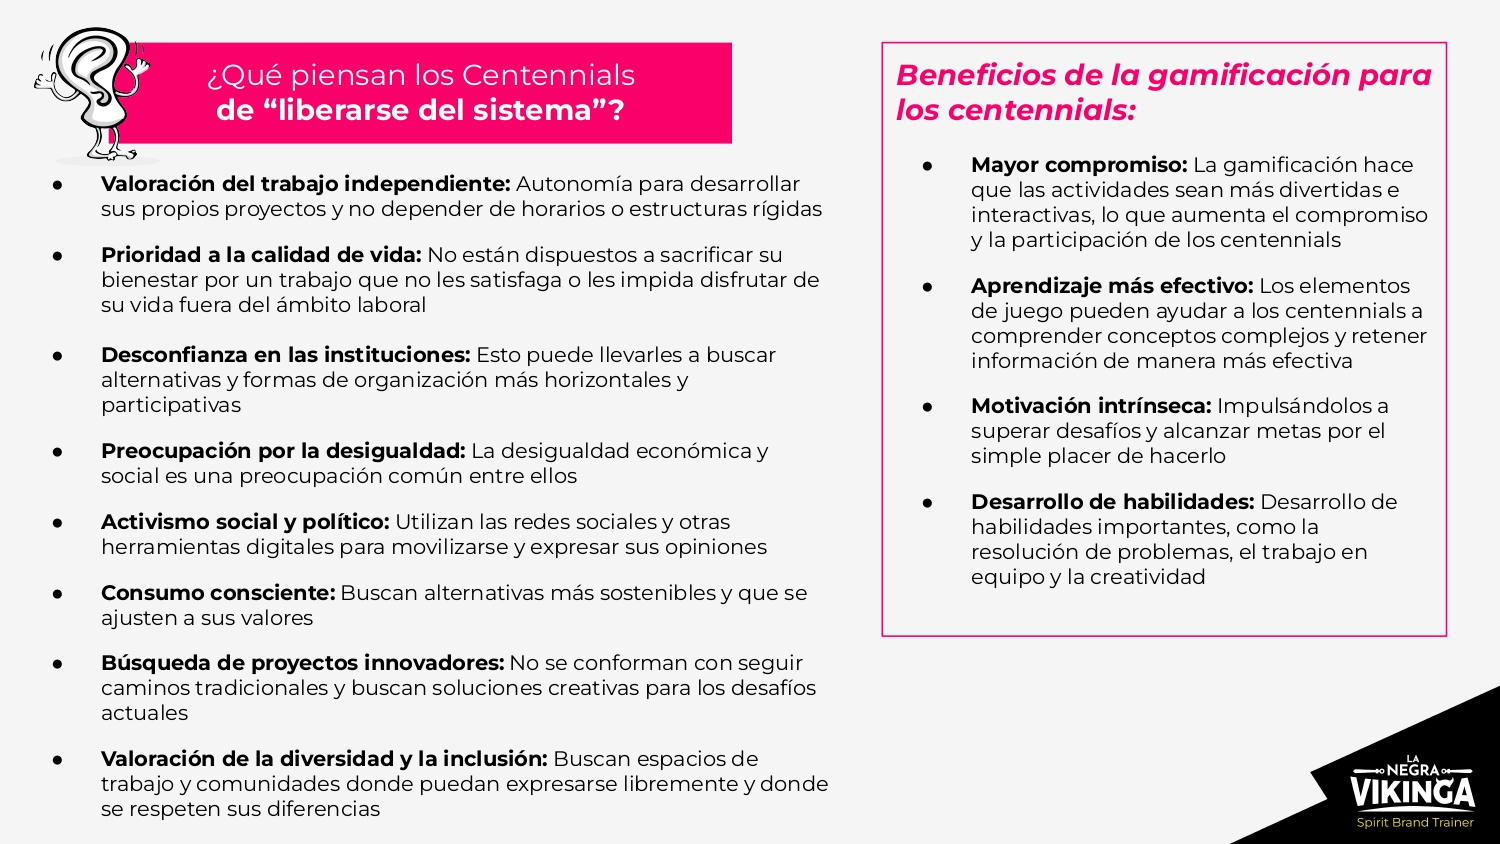 ¿Qué piensan los Centennials
de “liberarse del sistema”?
● Valoración del trabajo independiente: Autonomía para desarrollar
sus propios proyectos y no depender de horarios o estructuras rígidas
● Prioridad a la calidad de vida: No están dispuestos a sacrificar su
bienestar por un trabajo que no les satisfaga o les impida disfrutar de
su vida fuera del ámbito laboral
● Desconfianza en las instituciones: Esto puede llevarles a buscar
alternativas y formas de organización más horizontales y
participativas
● Preocupación por la desigualdad: La desigualdad económica y
social es una preocupación común entre ellos
● Activismo social y político: Utilizan las redes sociales y otras
herramientas digitales para movilizarse y expresar sus opiniones
● Consumo consciente: Buscan alternativas más sostenibles y que se
ajusten a sus valores
● Búsqueda de proyectos innovadores: No se conforman con seguir
caminos tradicionales y buscan soluciones creativas para los desafíos
actuales
● Valoración de la diversidad y la inclusión: Buscan espacios de
trabajo y comunidades donde puedan expresarse libremente y donde
se respeten sus diferencias
Beneficios de la gamificación para
los centennials:
● Mayor compromiso: La gamificación hace
que las actividades sean más divertidas e
interactivas, lo que aumenta el compromiso
y la participación de los centennials
● Aprendizaje más efectivo: Los elementos
de juego pueden ayudar a los centennials a
comprender conceptos complejos y retener
información de manera más efectiva
● Motivación intrínseca: Impulsándolos a
superar desafíos y alcanzar metas por el
simple placer de hacerlo
● Desarrollo de habilidades: Desarrollo de
habilidades importantes, como la
resolución de problemas, el trabajo en
equipo y la creatividad
LA
NEGRA
VIKINGA
Spirit Brand Trainer